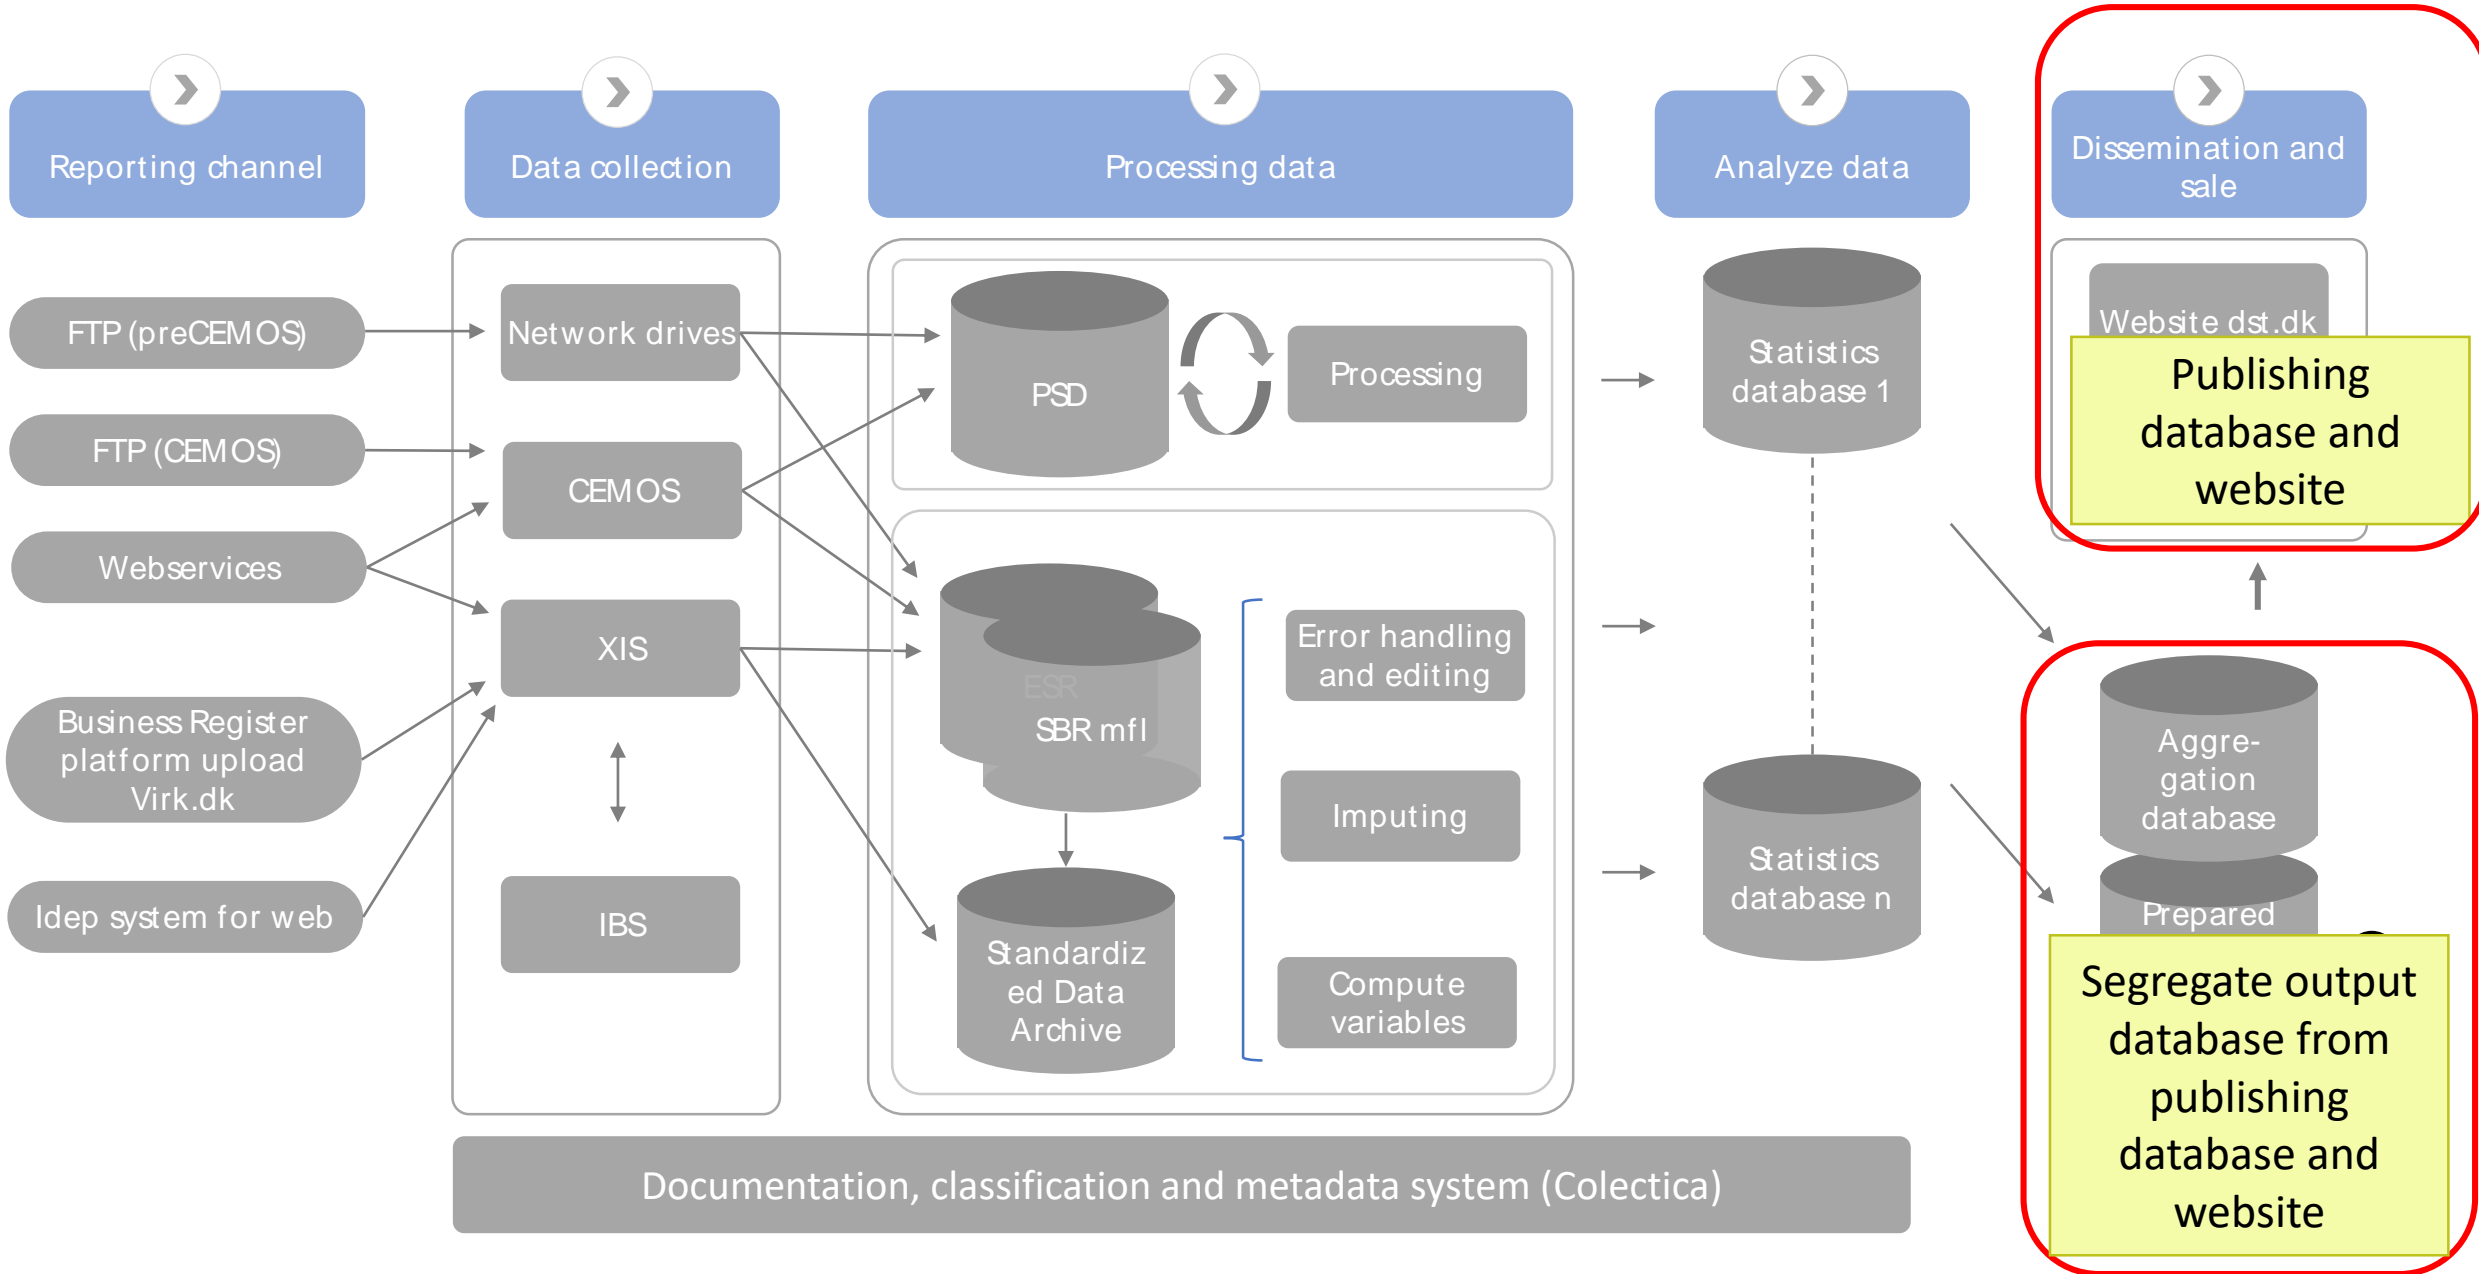 Reporting channel
Data collection
Processing data
Analyze data
Dissemination and
sale
FTP (preCEMOS)
FTP (CEMOS)
Webservices
Business Register
platform upload
Virk.dk
Idep system for web
Network drives
CEMOS
XIS
IBS
PSD
Processing
ESR
SBR mfl
Standardiz
ed Data
Archive
Error handling
and editing
Imputing
Compute
variables
Statistics
database 1
Statistics
database n
Website dst.dk
Publishing
database and
website
Aggre-
gation
database
Prepared
Segregate output
database from
publishing
database and
website
Documentation, classification and metadata system (Colectica)